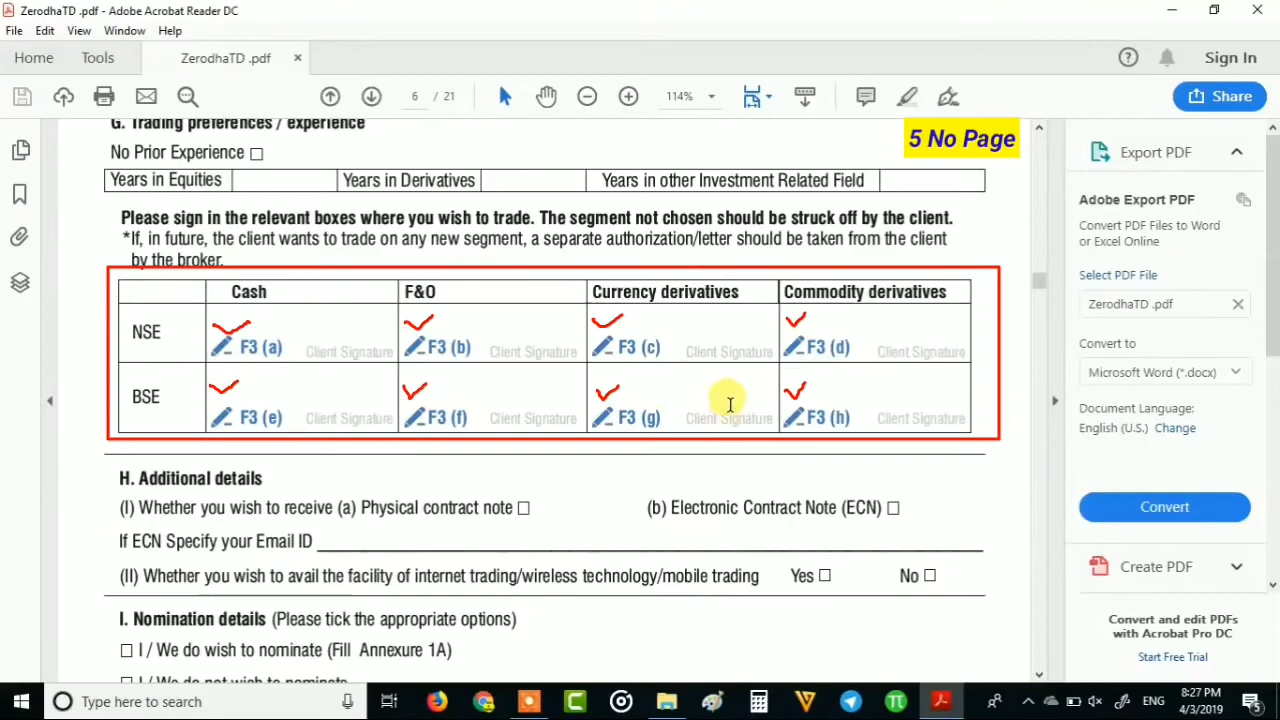 ZerodhaTD .pdf - Adobe Acrobat Reader DC
File Edit View Window Help
Home Tools ZerodhaTD .pdf × Sign In
6 / 21 114% Share
G. Trading preferences / experience
5 No Page
No Prior Experience
Years in Equities Years in Derivatives Years in other Investment Related Field
Please sign in the relevant boxes where you wish to trade. The segment not chosen should be struck off by the client.
*If, in future, the client wants to trade on any new segment, a separate authorization/letter should be taken from the client
by the broker.
Cash F&O Currency derivatives Commodity derivatives
NSE F3 (a) Client Signature F3 (b) Client Signature F3 (c) Client Signature F3 (d) Client Signature
BSE F3 (e) Client Signature F3 (f) Client Signature F3 (g) Client Signature F3 (h) Client Signature
H. Additional details
(I) Whether you wish to receive (a) Physical contract note □ (b) Electronic Contract Note (ECN) □
If ECN Specify your Email ID
(II) Whether you wish to avail the facility of internet trading/wireless technology/mobile trading Yes □ No □
I. Nomination details (Please tick the appropriate options)
□ I / We do wish to nominate (Fill Annexure 1A)
□ I / We do not wish to nominate
Export PDF
Adobe Export PDF
Convert PDF Files to Word
or Excel Online
Select PDF File
ZerodhaTD .pdf
Convert to
Microsoft Word (*.docx)
Document Language:
English (U.S.) Change
Convert
Create PDF
Convert and edit PDFs
with Acrobat Pro DC
Start Free Trial
Type here to search
ENG
8:27 PM
4/3/2019
5